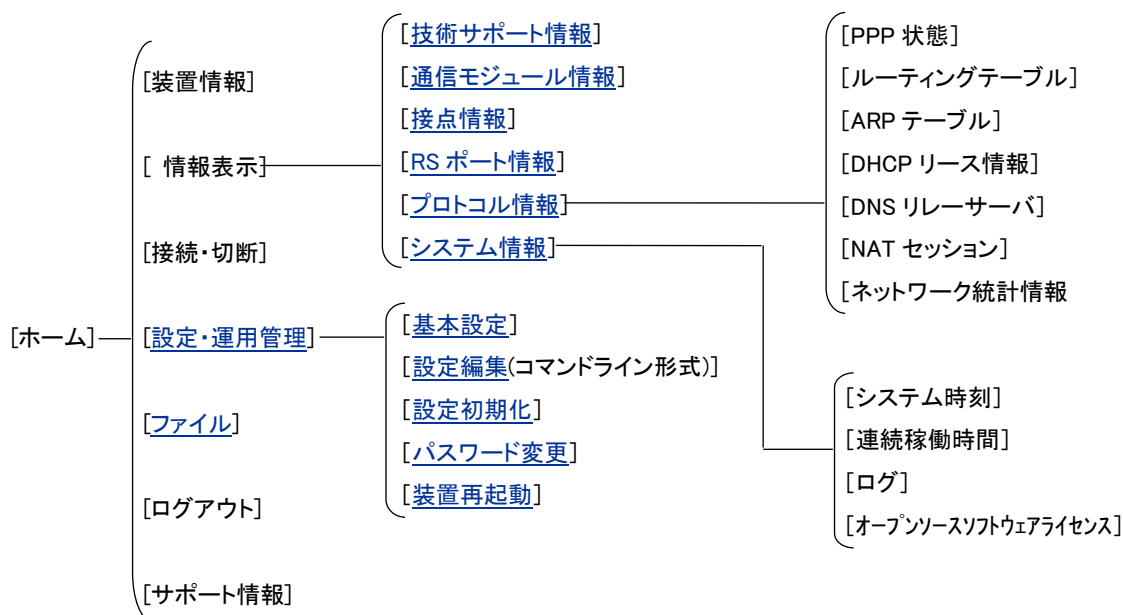 [ホーム]
[装置情報]
[ 情報表示]
[接続・切断]
[設定・運用管理]
[ファイル]
[ログアウト]
[サポート情報]
[技術サポート情報]
[通信モジュール情報]
[接点情報]
[RS ポート情報]
[プロトコル情報]
[システム情報]
[基本設定]
[設定編集(コマンドライン形式)]
[設定初期化]
[パスワード変更]
[装置再起動]
[PPP 状態]
[ルーティングテーブル]
[ARP テーブル]
[DHCP リース情報]
[DNS リレーサーバ]
[NAT セッション]
[ネットワーク統計情報
[システム時刻]
[連続稼働時間]
[ログ]
[オープンソースソフトウェアライセンス]